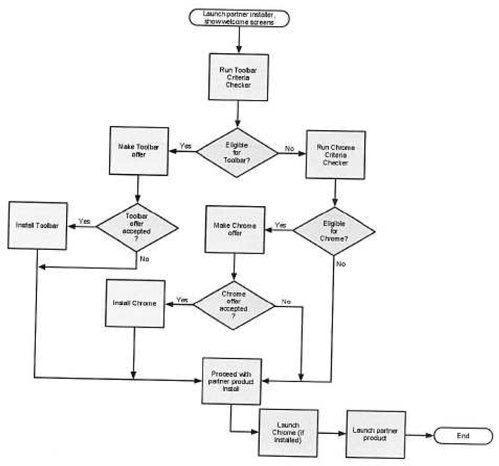 Launch partner installer,
show welcome screens
Run Toolbar
Criteria
Checker
Make Toolbar
offer
Yes
Eligible
for
Toolbar?
No
Run Chrome
Criteria
Checker
Install Toolbar
Yes
Toolbar
offer
accepted
?
No
Make Chrome
offer
Yes
Eligible
for
Chrome?
No
Install Chrome
Yes
Chrome
offer
accepted
?
No
Proceed with
partner product
install
Launch
Chrome (if
installed)
Launch partner
product
End